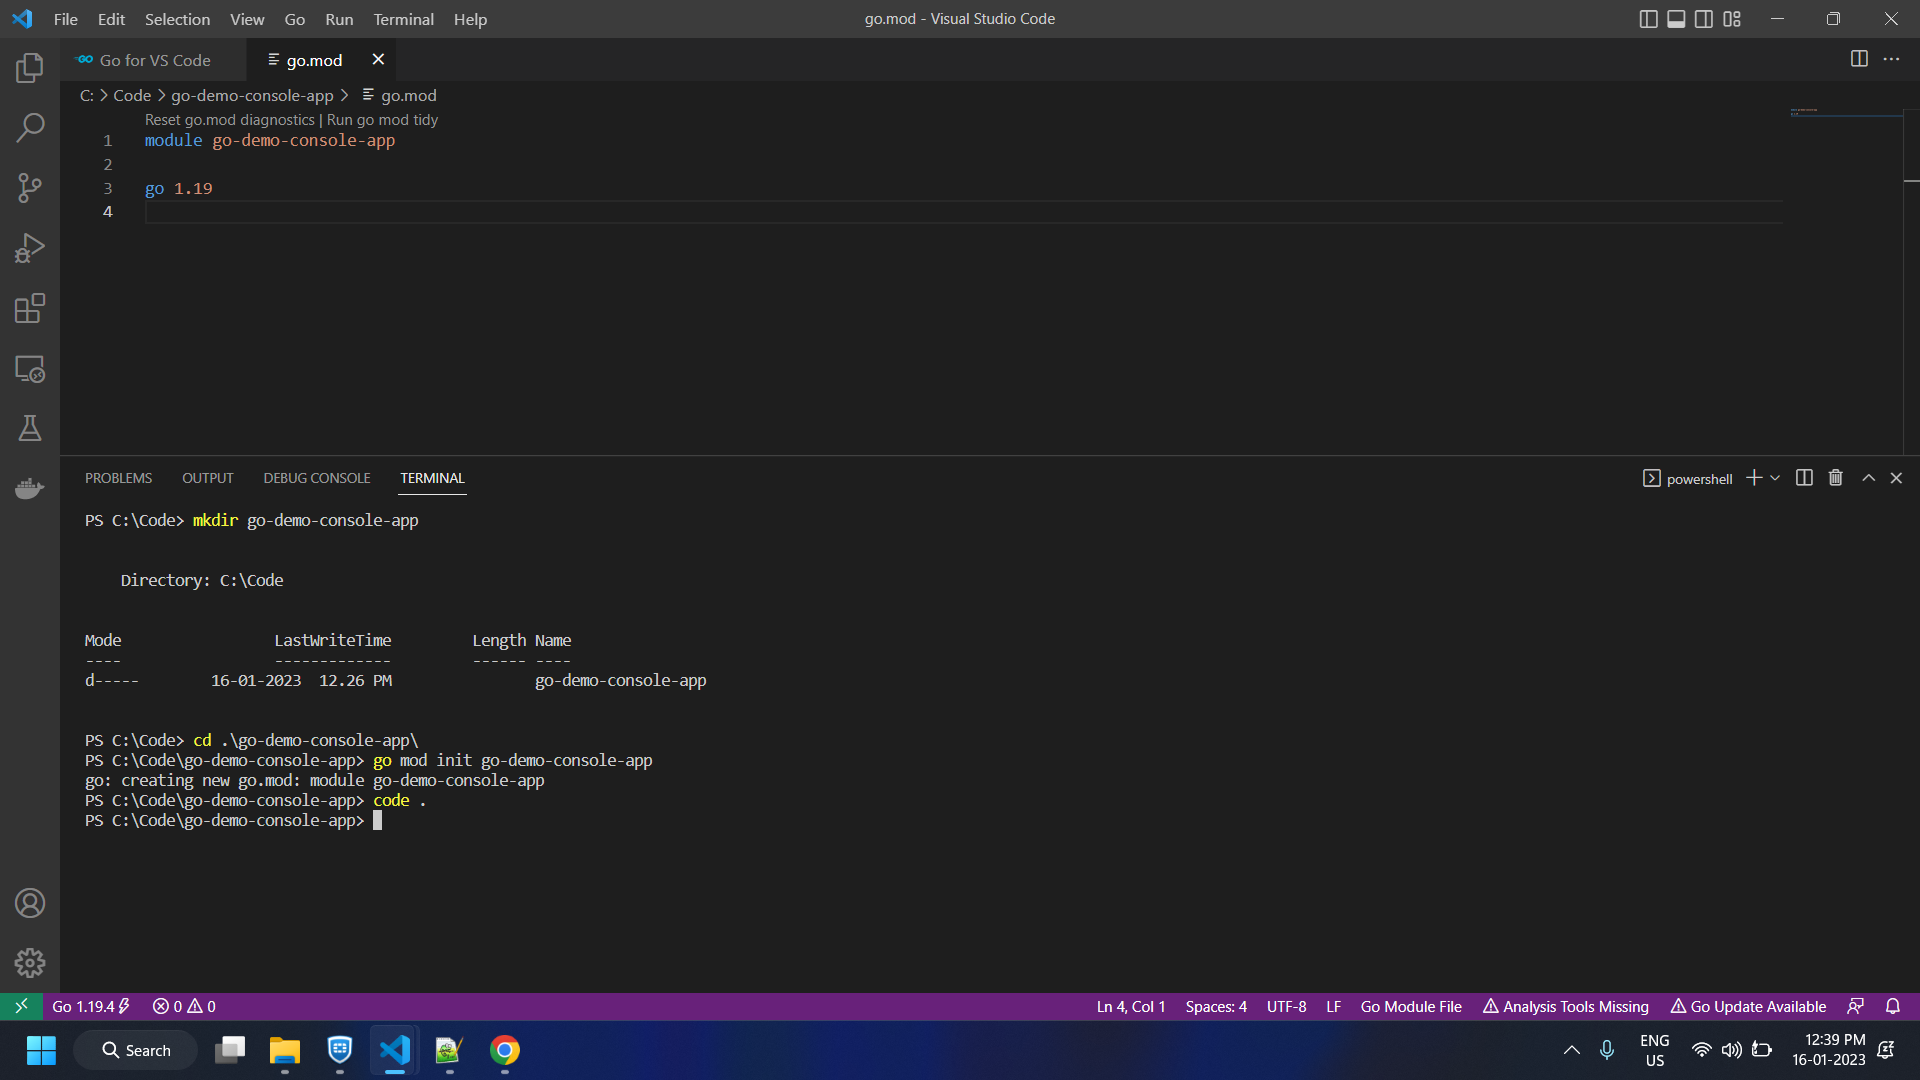 File Edit Selection View Go Run Terminal Help
go.mod - Visual Studio Code
Go for VS Code
go.mod
C: > Code > go-demo-console-app > go.mod
Reset go.mod diagnostics | Run go mod tidy
1 module go-demo-console-app
2
3 go 1.19
4
PROBLEMS OUTPUT DEBUG CONSOLE TERMINAL
powershell
PS C:\Code> mkdir go-demo-console-app
Directory: C:\Code
Mode LastWriteTime Length Name
---- ------------- ------ ----
d----- 16-01-2023 12.26 PM go-demo-console-app
PS C:\Code> cd .\go-demo-console-app\
PS C:\Code\go-demo-console-app> go mod init go-demo-console-app
go: creating new go.mod: module go-demo-console-app
PS C:\Code\go-demo-console-app> code .
PS C:\Code\go-demo-console-app>
Go 1.19.4 0 0 Ln 4, Col 1 Spaces: 4 UTF-8 LF Go Module File Analysis Tools Missing Go Update Available
Search
ENG
US
12:39 PM
16-01-2023